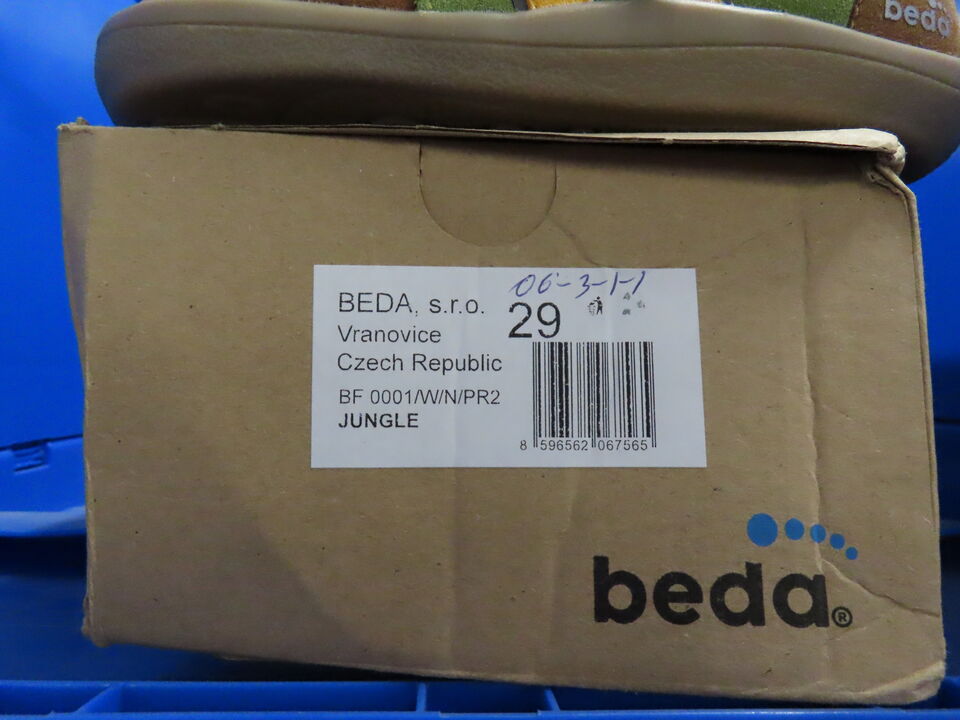 beda
06-3-1-1
BEDA, s.r.o.
29
Vranovice
Czech Republic
BF 0001/W/N/PR2
JUNGLE
8 596562 067565
beda®